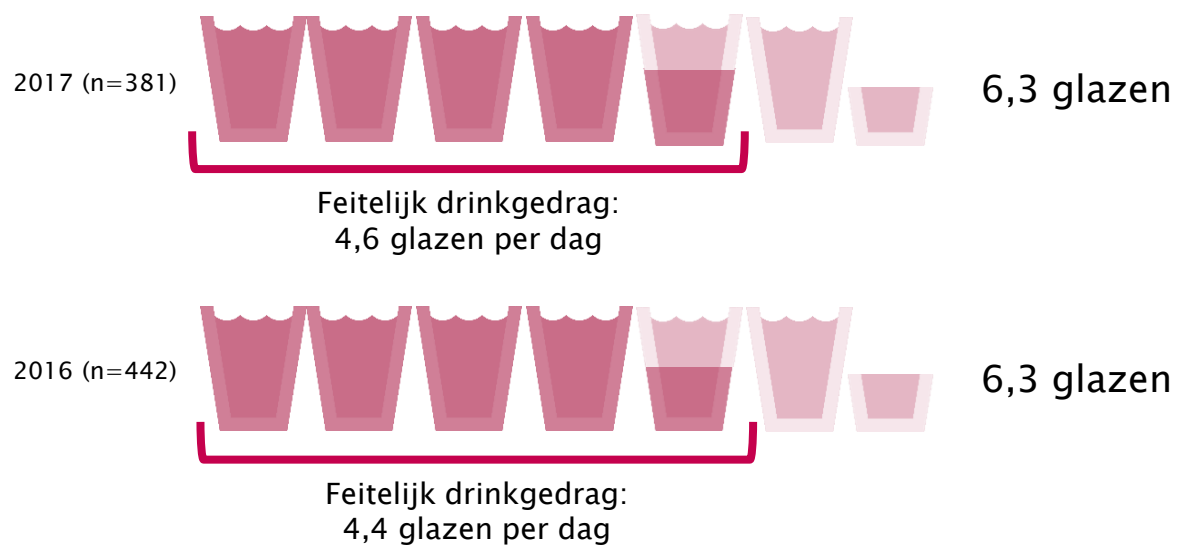 2017 (n=381)
6,3 glazen
Feitelijk drinkgedrag:
4,6 glazen per dag
2016 (n=442)
6,3 glazen
Feitelijk drinkgedrag:
4,4 glazen per dag